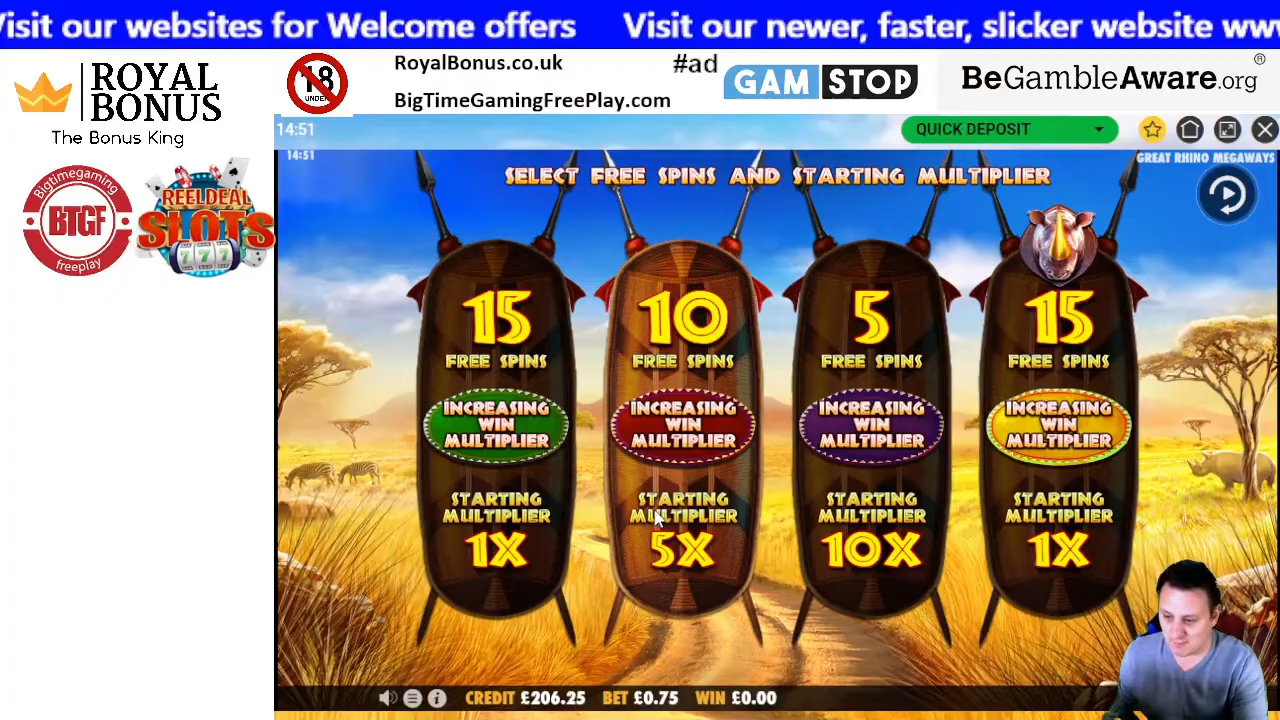 Visit our websites for Welcome offers Visit our newer, faster, slicker website www
ROYAL
BONUS
The Bonus King
18
UNDER
RoyalBonus.co.uk
BigTimeGamingFreePlay.com
#ad
GAMSTOP
BeGambleAware.org®
Bigtimegaming
BTGF
freeplay
REELDEAL
SLOTS
777
14:51
QUICK DEPOSIT
14:51
GREAT RHINO MEGAWAYS
SELECT FREE SPINS AND STARTING MULTIPLIER
15
FREE SPINS
INCREASING
WIN
MULTIPLIER
STARTING
MULTIPLIER
1X
10
FREE SPINS
INCREASING
WIN
MULTIPLIER
STARTING
MULTIPLIER
5X
5
FREE SPINS
INCREASING
WIN
MULTIPLIER
STARTING
MULTIPLIER
10X
15
FREE SPINS
INCREASING
WIN
MULTIPLIER
STARTING
MULTIPLIER
1X
CREDIT £206.25 BET £0.75 WIN £0.00